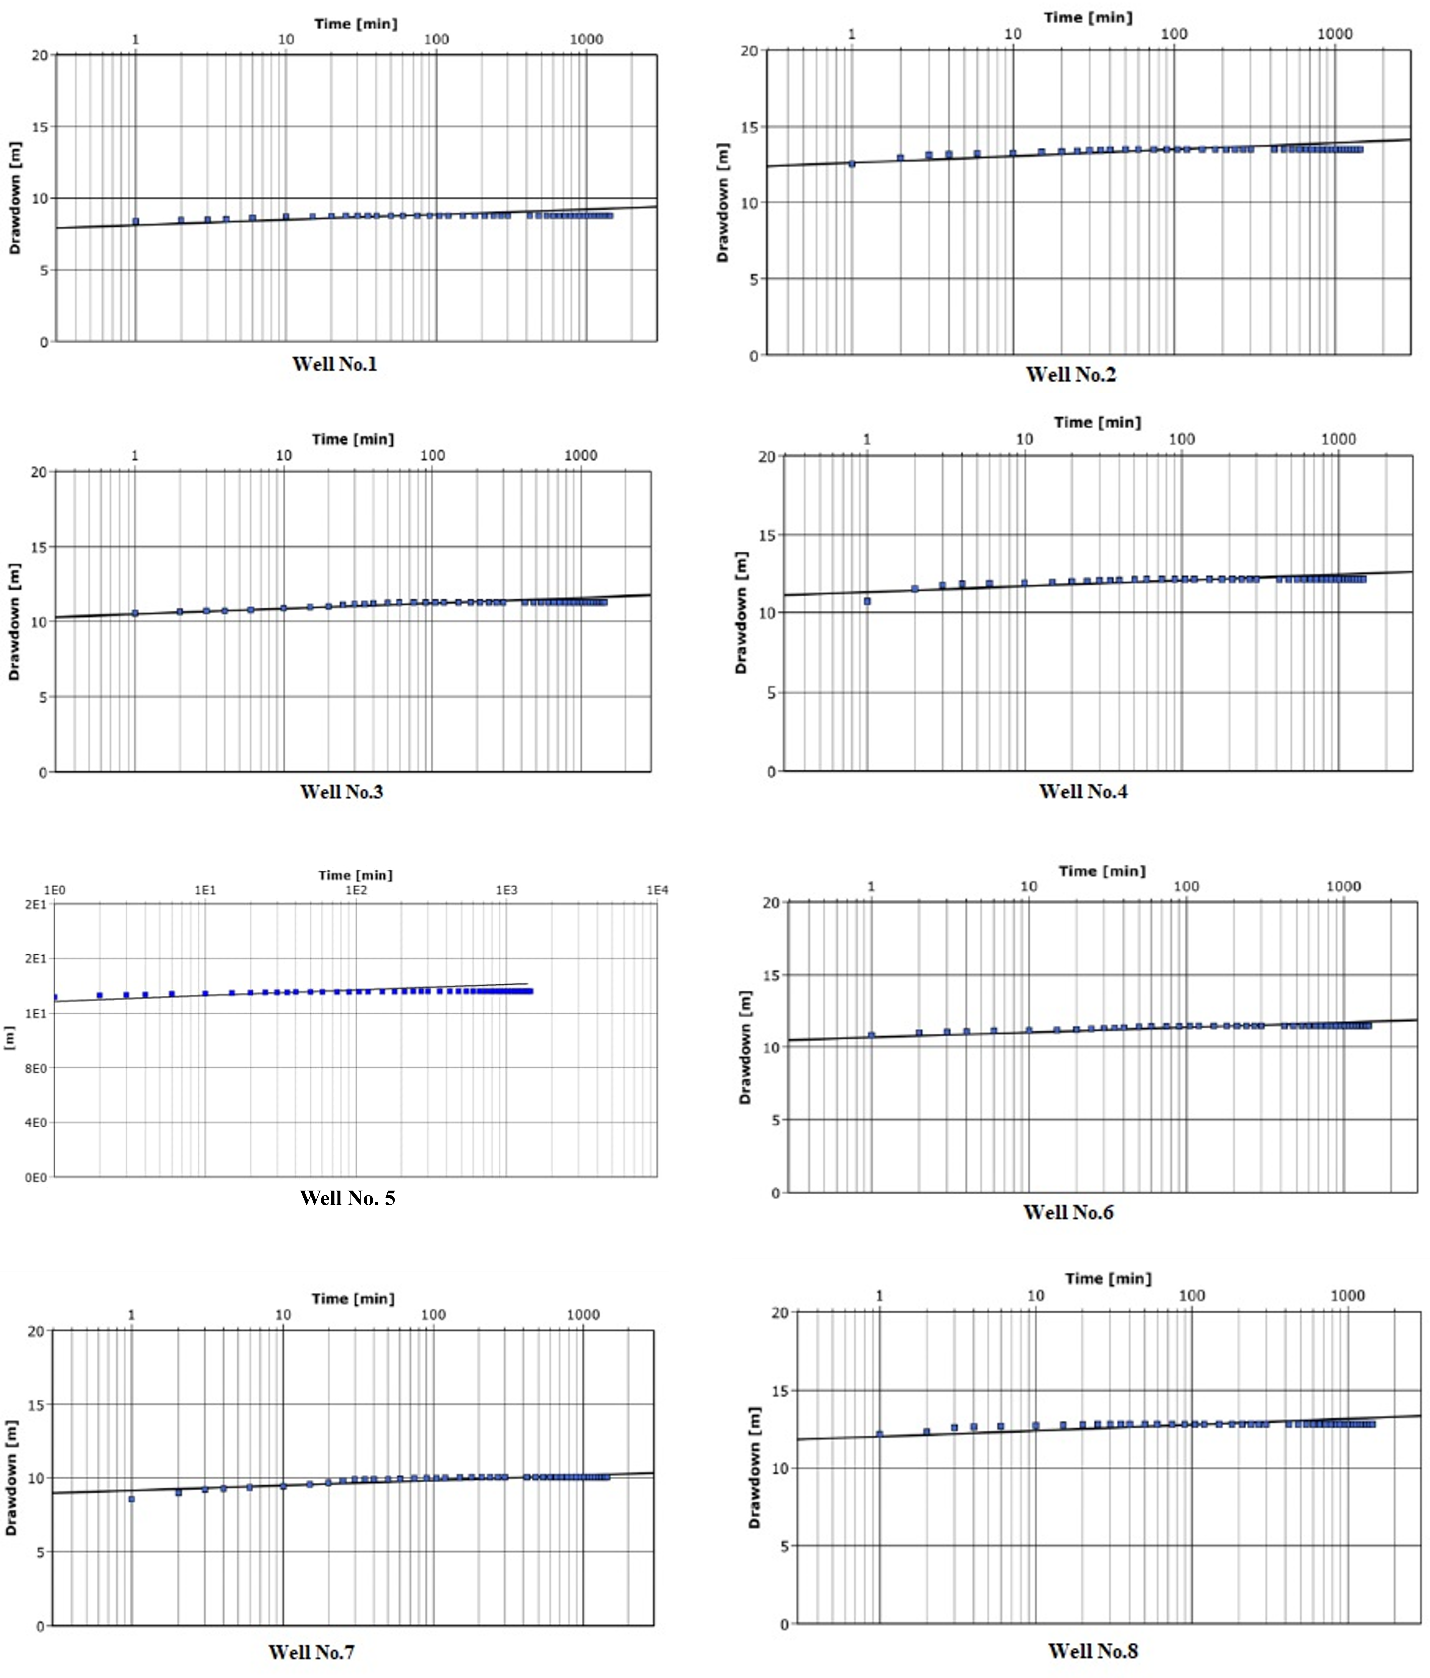 Time [min]
1 10 100 1000
20
15
10
5
0
Drawdown [m]
Well No.1
Time [min]
1 10 100 1000
20
15
10
5
0
Drawdown [m]
Well No.2
Time [min]
1 10 100 1000
20
15
10
5
0
Drawdown [m]
Well No.3
Time [min]
1 10 100 1000
20
15
10
5
0
Drawdown [m]
Well No.4
Time [min]
1E0 1E1 1E2 1E3 1E4
2E1
2E1
1E1
8E0
4E0
0E0
[m]
Well No. 5
Time [min]
1 10 100 1000
20
15
10
5
0
Drawdown [m]
Well No.6
Time [min]
1 10 100 1000
20
15
10
5
0
Drawdown [m]
Well No.7
Time [min]
1 10 100 1000
20
15
10
5
0
Drawdown [m]
Well No.8